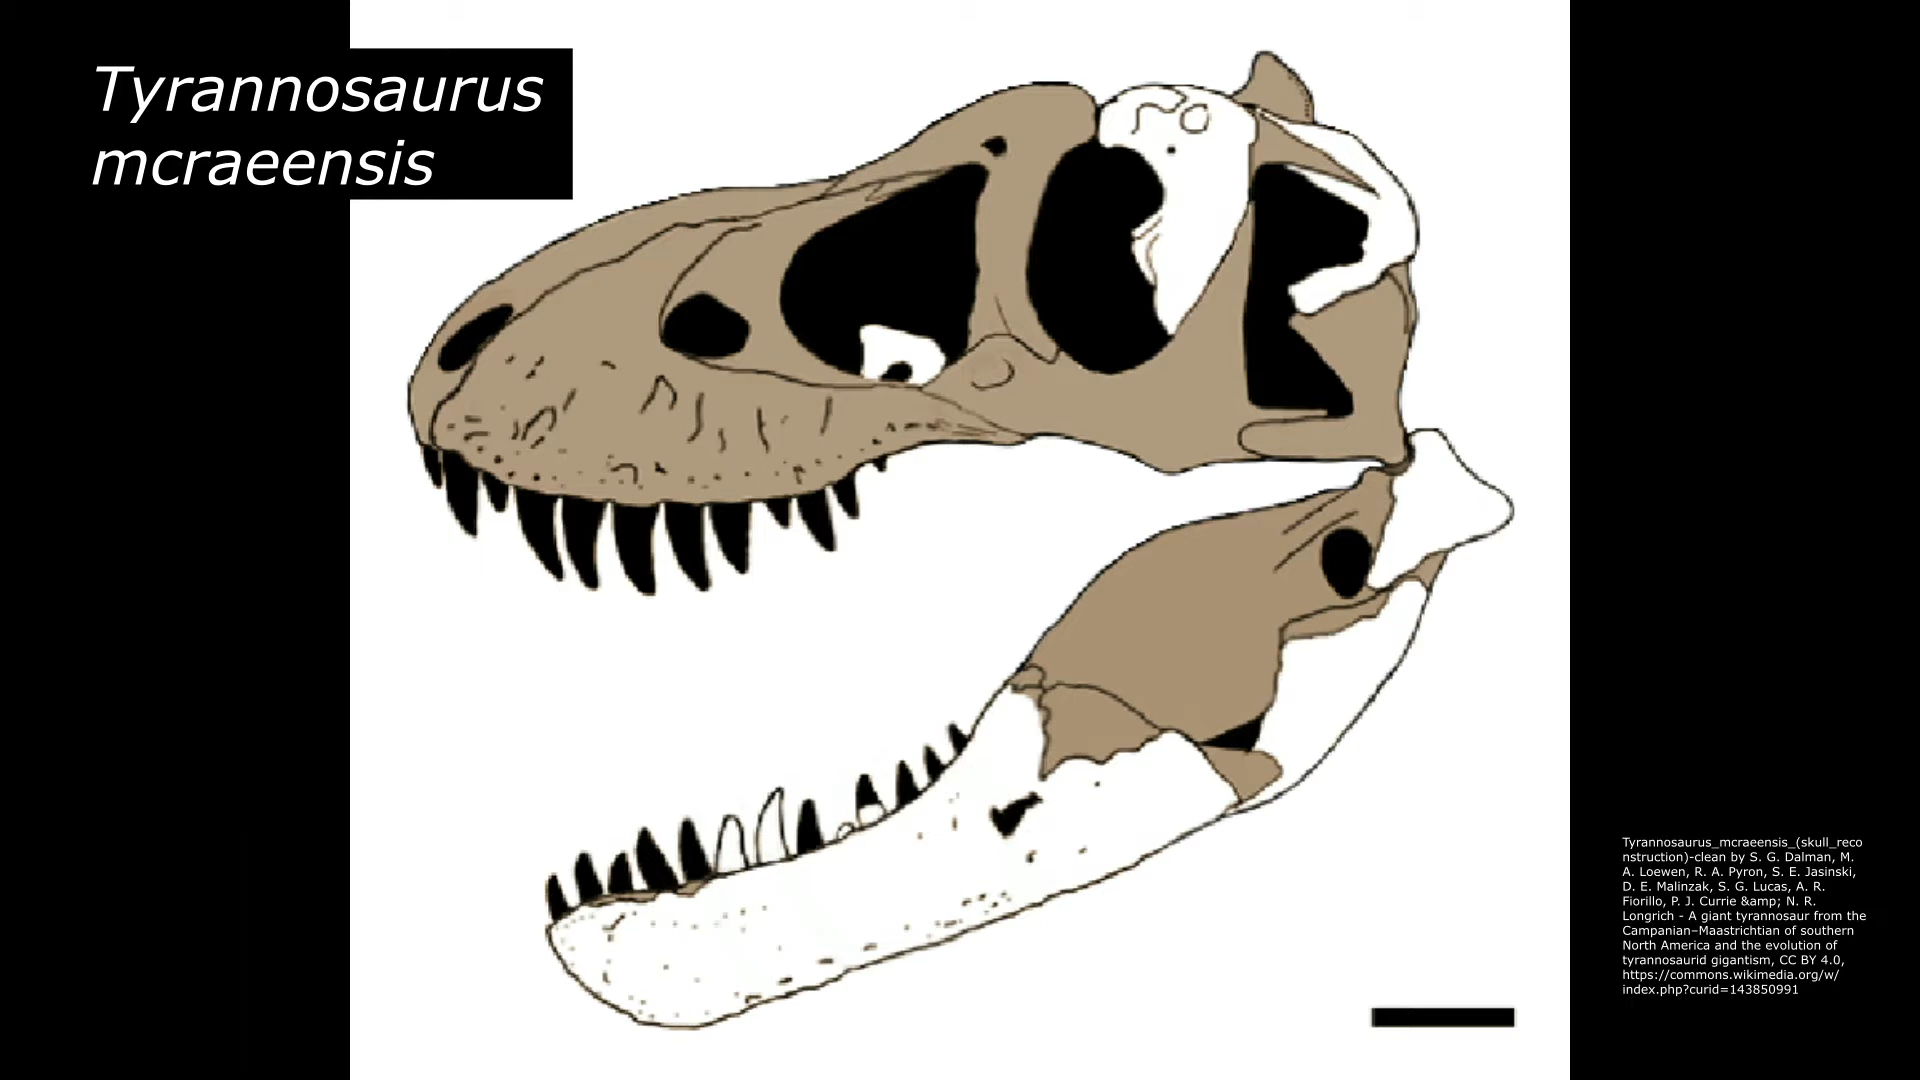 Tyrannosaurus
mcraeensis
Tyrannosaurus_mcraeensis_(skull_reco
nstruction)-clean by S. G. Dalman, M.
A. Loewen, R. A. Pyron, S. E. Jasinski,
D. E. Malinzak, S. G. Lucas, A. R.
Fiorillo, P. J. Currie &amp; N. R.
Longrich - A giant tyrannosaur from the
Campanian–Maastrichtian of southern
North America and the evolution of
tyrannosaurid gigantism, CC BY 4.0,
https://commons.wikimedia.org/w/
index.php?curid=143850991